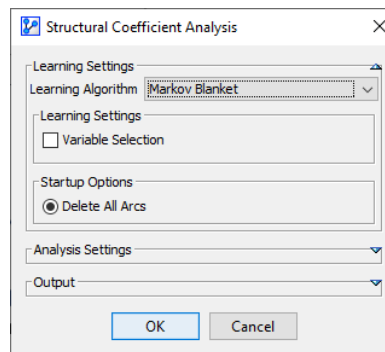 Structural Coefficient Analysis
Learning Settings
Learning Algorithm Markov Blanket
Learning Settings
Variable Selection
Startup Options
Delete All Arcs
Analysis Settings
Output
OK Cancel